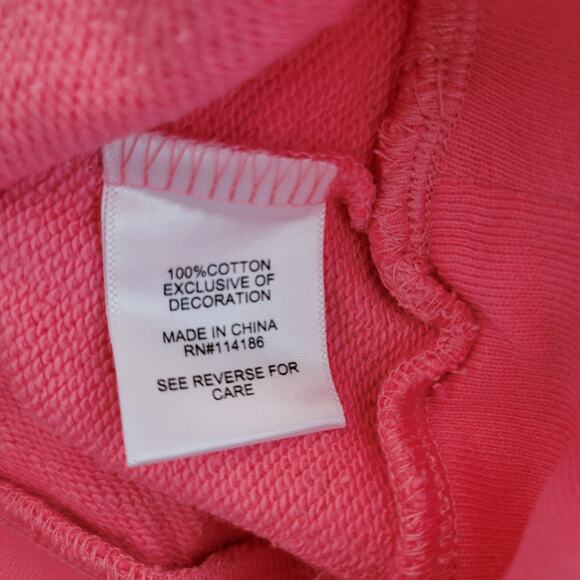 100%COTTON
EXCLUSIVE OF
DECORATION
MADE IN CHINA
RN#114186
SEE REVERSE FOR
CARE